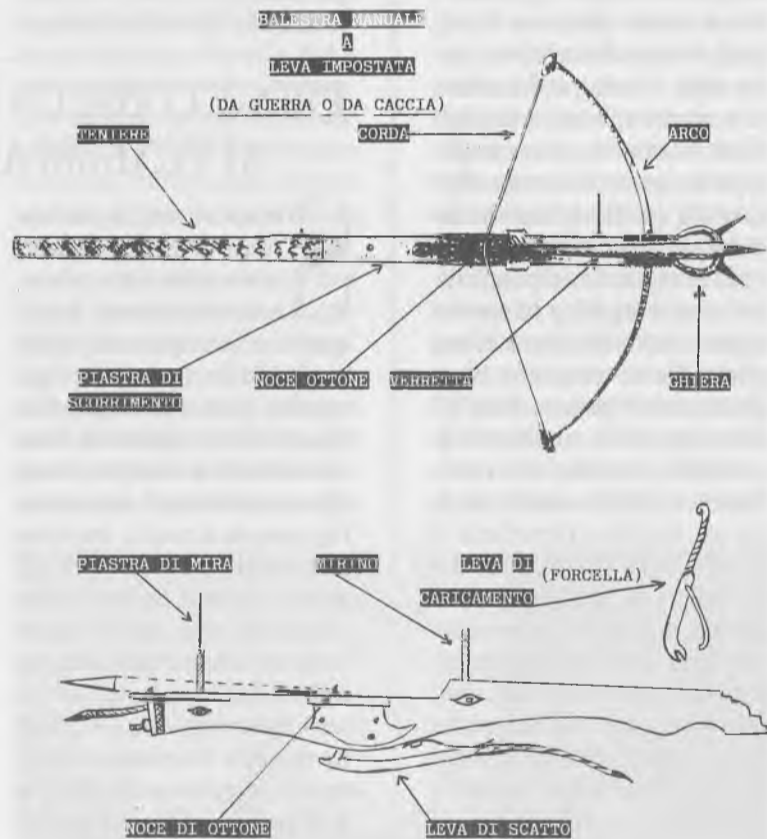 BALESTRA MANUALE
A
LEVA IMPOSTATA
(DA GUERRA O DA CACCIA)
TENIERE
CORDA
ARCO
PIASTRA DI
SCORRIMENTO
NOCE OTTONE
VERRETTA
GHIERA
PIASTRA DI MIRA
MIRINO
LEVA DI
CARICAMENTO
(FORCELLA)
NOCE DI OTTONE
LEVA DI SCATTO